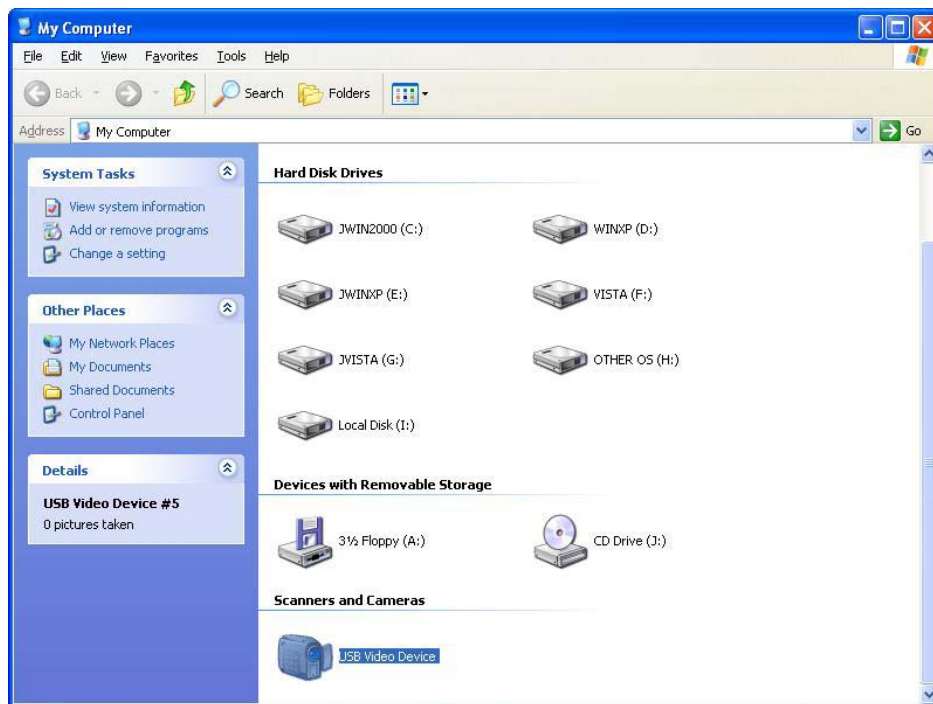 My Computer
File Edit View Favorites Tools Help
Back Search Folders
Address My Computer Go
System Tasks
View system information
Add or remove programs
Change a setting
Other Places
My Network Places
My Documents
Shared Documents
Control Panel
Details
USB Video Device #5
0 pictures taken
Hard Disk Drives
JWIN2000 (C:) WINXP (D:)
JWINXP (E:) VISTA (F:)
JVISTA (G:) OTHER OS (H:)
Local Disk (I:)
Devices with Removable Storage
3½ Floppy (A:) CD Drive (J:)
Scanners and Cameras
USB Video Device